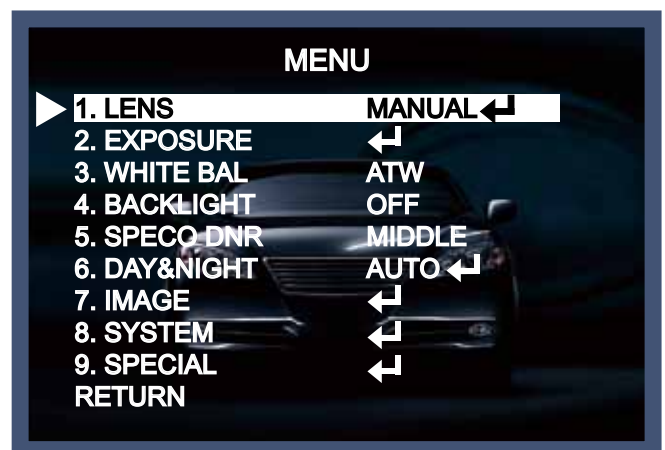 MENU
1. LENS MANUAL
2. EXPOSURE
3. WHITE BAL ATW
4. BACKLIGHT OFF
5. SPECO DNR MIDDLE
6. DAY&NIGHT AUTO
7. IMAGE
8. SYSTEM
9. SPECIAL
RETURN